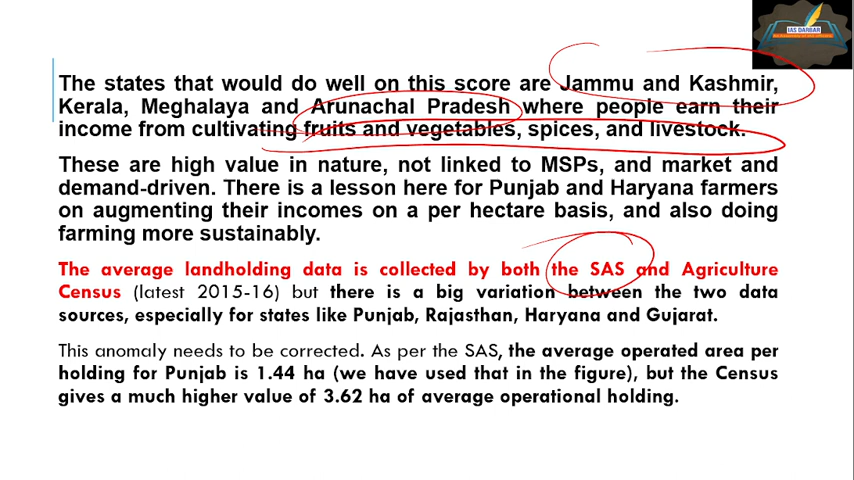 IAS DARBAR
The states that would do well on this score are Jammu and Kashmir,
Kerala, Meghalaya and Arunachal Pradesh where people earn their
income from cultivating fruits and vegetables, spices, and livestock.
These are high value in nature, not linked to MSPs, and market and
demand-driven. There is a lesson here for Punjab and Haryana farmers
on augmenting their incomes on a per hectare basis, and also doing
farming more sustainably.
The average landholding data is collected by both the SAS and Agriculture
Census (latest 2015-16) but there is a big variation between the two data
sources, especially for states like Punjab, Rajasthan, Haryana and Gujarat.
This anomaly needs to be corrected. As per the SAS, the average operated area per
holding for Punjab is 1.44 ha (we have used that in the figure), but the Census
gives a much higher value of 3.62 ha of average operational holding.